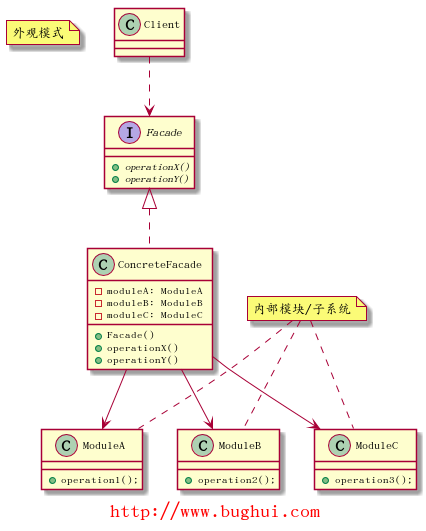 外观模式
Client
Facade
operationX()
operationY()
ConcreteFacade
moduleA: ModuleA
moduleB: ModuleB
moduleC: ModuleC
Facade()
operationX()
operationY()
内部模块/子系统
ModuleA
operation1();
ModuleB
operation2();
ModuleC
operation3();
http://www.bughui.com